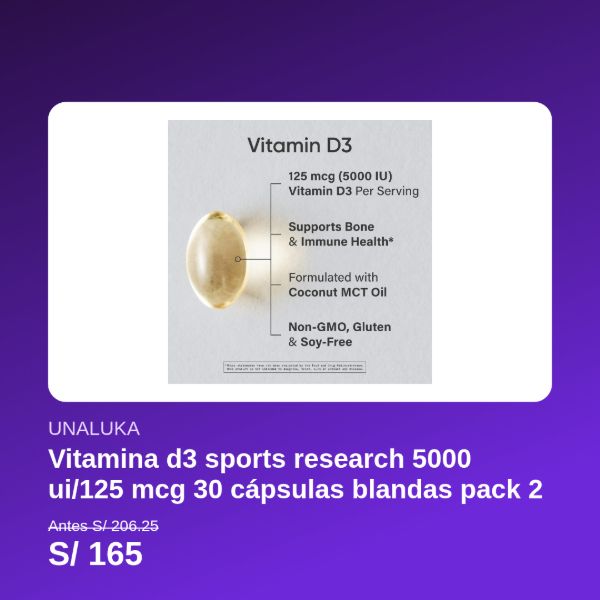 Vitamin D3
125 mcg (5000 IU)
Vitamin D3 Per Serving
Supports Bone
& Immune Health*
Formulated with
Coconut MCT Oil
Non-GMO, Gluten
& Soy-Free
UNALUKA
Vitamina d3 sports research 5000
ui/125 mcg 30 cápsulas blandas pack 2
Antes S/ 206.25
S/ 165